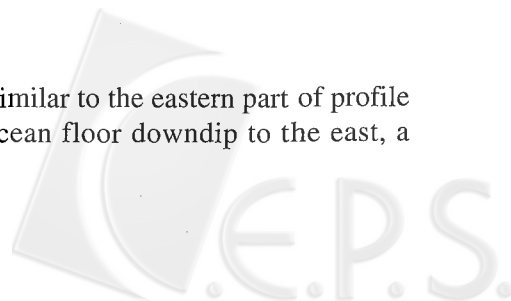 imilar to the eastern part of profile
cean floor downdip to the east, a
C.E.P.S.